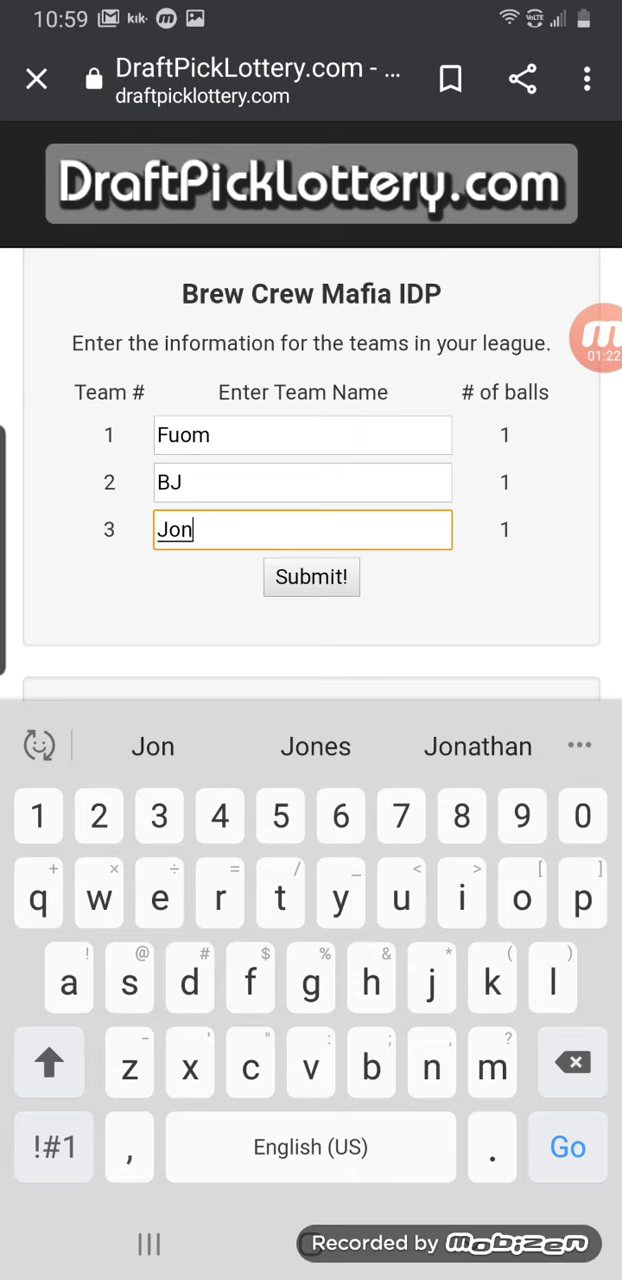 10:59 kik· m VoLTE
DraftPickLottery.com - ...
draftpicklottery.com
DraftPickLottery.com
Brew Crew Mafia IDP
Enter the information for the teams in your league.
m
01:22
Team # Enter Team Name # of balls
1 Fuom 1
2 BJ 1
3 Jon 1
Submit!
Jon Jones Jonathan ...
1 2 3 4 5 6 7 8 9 0
+ × ÷ = / _ < > [ ]
q w e r t y u i o p
! @ # $ % & * ( )
a s d f g h j k l
- ' " : ; , ?
z x c v b n m
!#1 , English (US) . Go
Recorded by mobizen